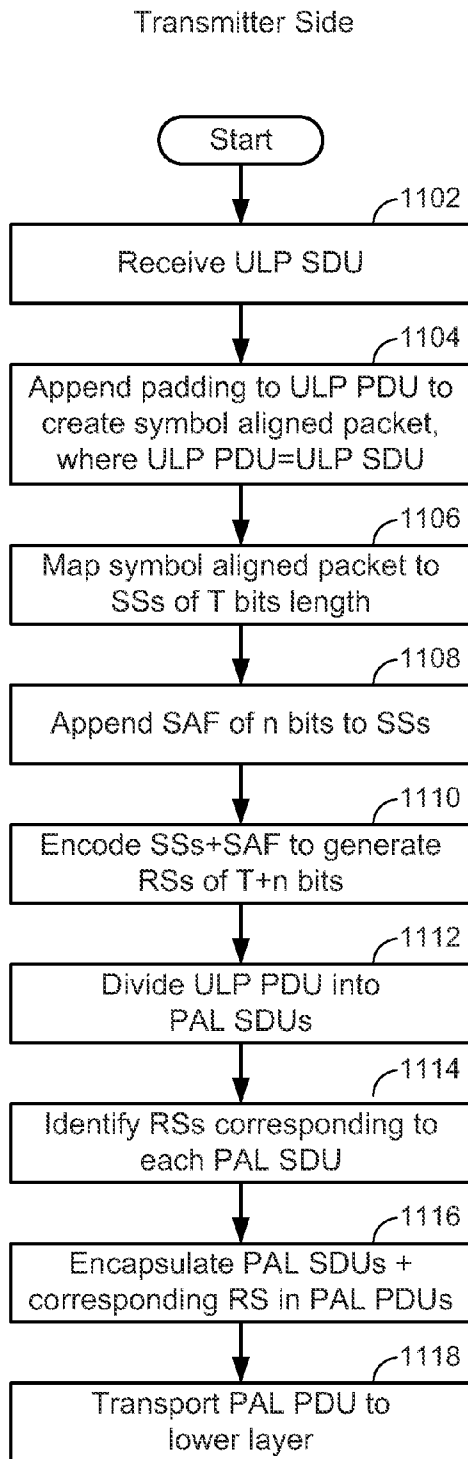 Transmitter Side
Start
1102
Receive ULP SDU
1104
Append padding to ULP PDU to
create symbol aligned packet,
where ULP PDU=ULP SDU
1106
Map symbol aligned packet to
SSs of T bits length
1108
Append SAF of n bits to SSs
1110
Encode SSs+SAF to generate
RSs of T+n bits
1112
Divide ULP PDU into
PAL SDUs
1114
Identify RSs corresponding to
each PAL SDU
1116
Encapsulate PAL SDUs +
corresponding RS in PAL PDUs
1118
Transport PAL PDU to
lower layer